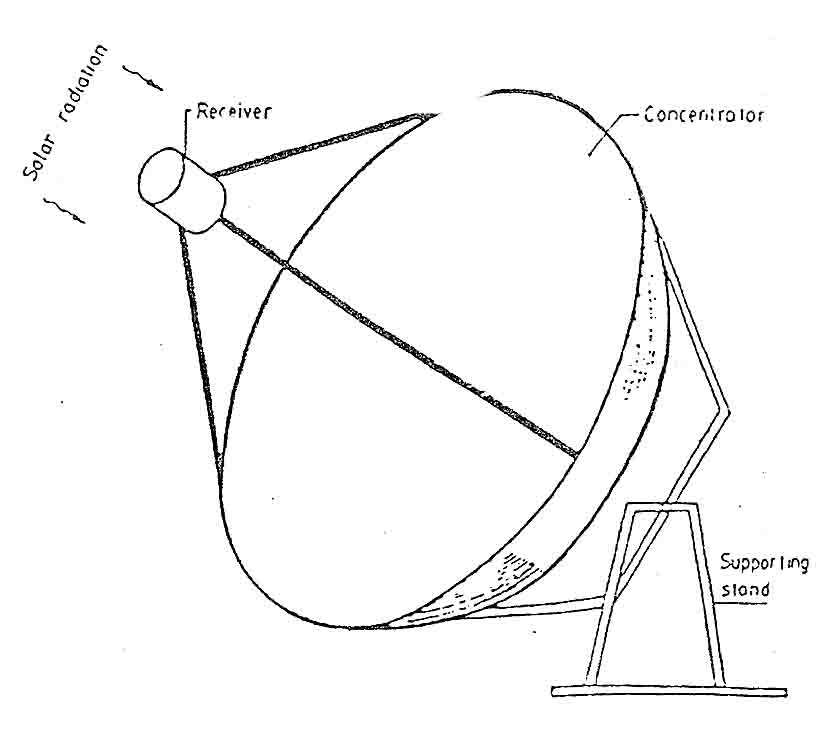 Solar radiation
Receiver
Concentrator
Supporting
stand